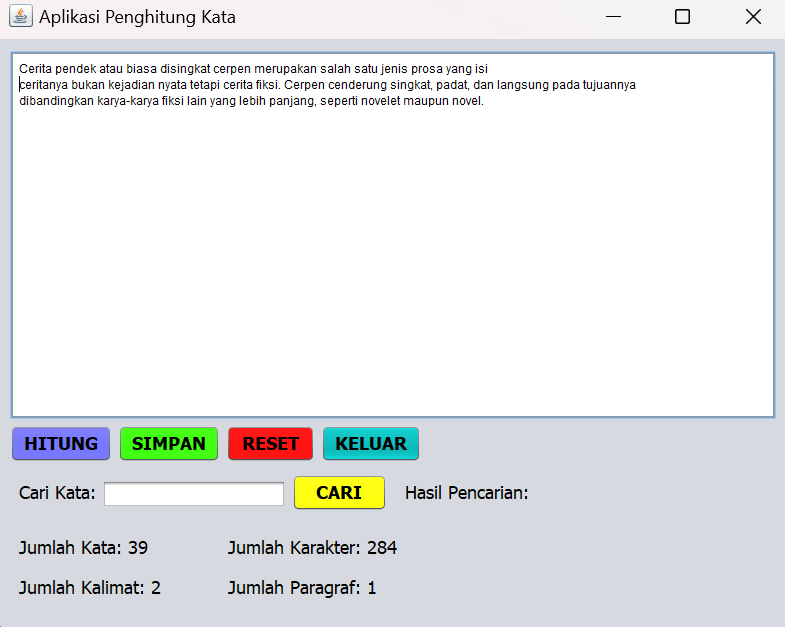 Aplikasi Penghitung Kata
Cerita pendek atau biasa disingkat cerpen merupakan salah satu jenis prosa yang isi
ceritanya bukan kejadian nyata tetapi cerita fiksi. Cerpen cenderung singkat, padat, dan langsung pada tujuannya
dibandingkan karya-karya fiksi lain yang lebih panjang, seperti novelet maupun novel.
HITUNG SIMPAN RESET KELUAR
Cari Kata: CARI Hasil Pencarian:
Jumlah Kata: 39 Jumlah Karakter: 284
Jumlah Kalimat: 2 Jumlah Paragraf: 1